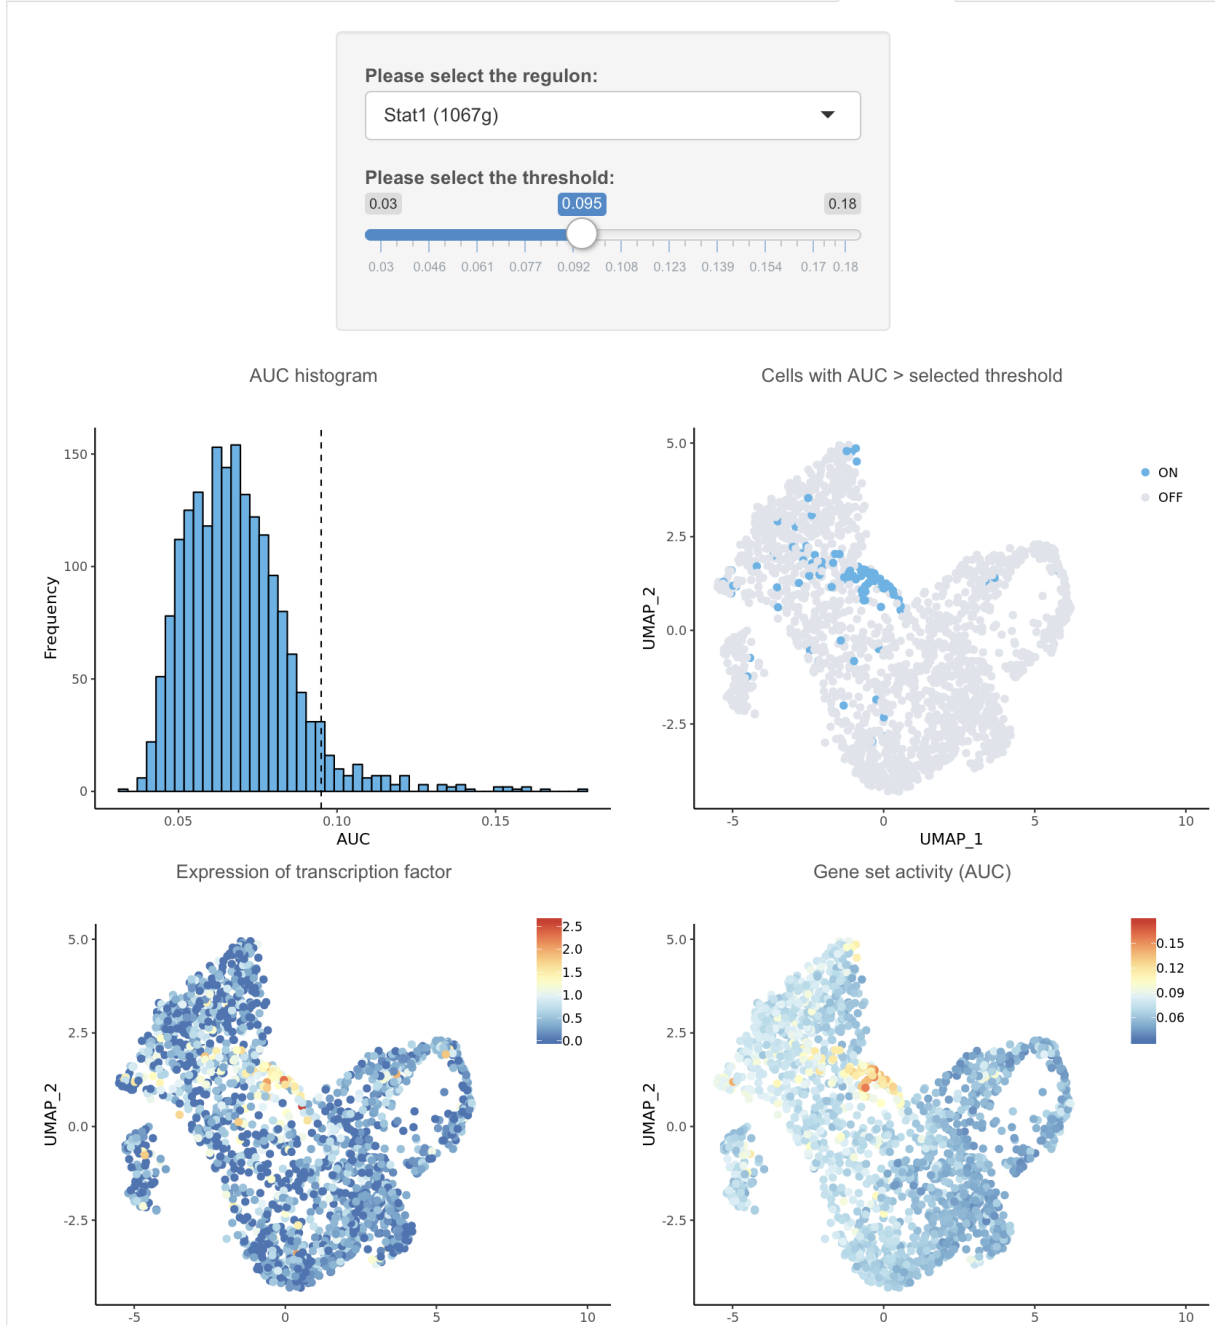 Please select the regulon:
Stat1 (1067g)
Please select the threshold:
0.03 0.095 0.18
0.03 0.046 0.061 0.077 0.092 0.108 0.123 0.139 0.154 0.17 0.18
AUC histogram
150
100
50
0
Frequency
0.05 0.10 0.15
AUC
Cells with AUC > selected threshold
5.0
2.5
0.0
-2.5
UMAP_2
ON
OFF
-5 0 5 10
UMAP_1
Expression of transcription factor
5.0
2.5
0.0
-2.5
UMAP_2
2.5
2.0
1.5
1.0
0.5
0.0
-5 0 5 10
Gene set activity (AUC)
5.0
2.5
0.0
-2.5
UMAP_2
0.15
0.12
0.09
0.06
-5 0 5 10